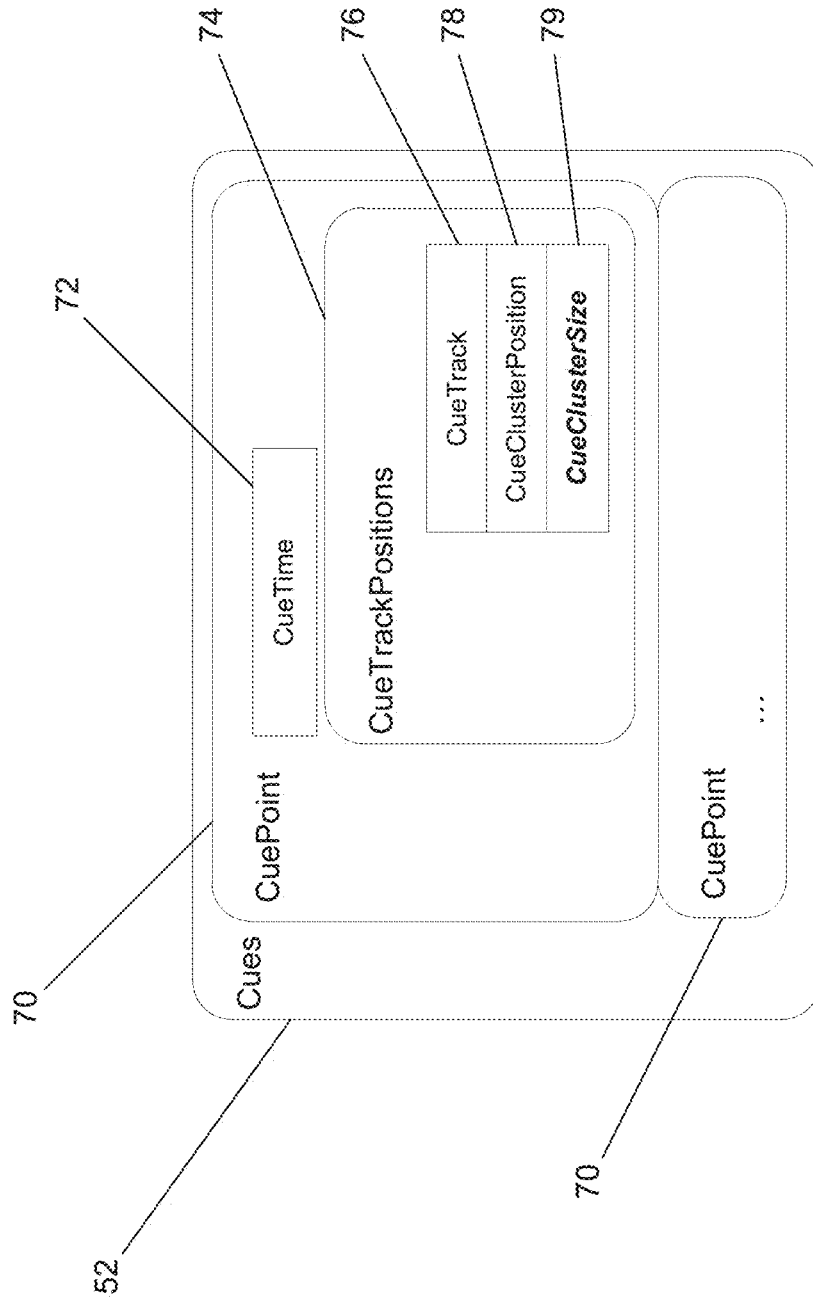 70
52
Cues
CuePoint
72
CueTime
74
CueTrackPositions
CueTrack
76
CueClusterPosition
78
CueClusterSize
79
CuePoint
...
70